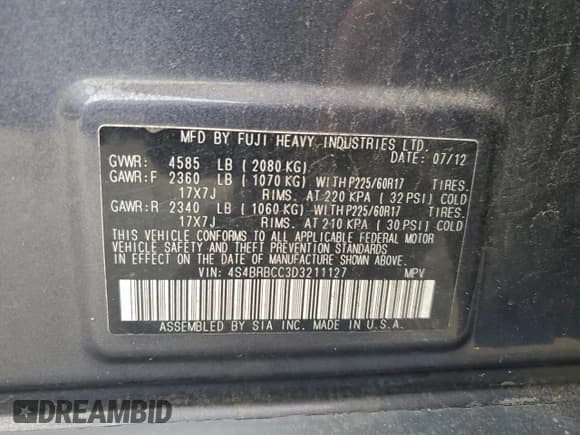 MFD BY FUJI HEAVY INDUSTRIES LTD.
DATE: 07/12
GVWR: 4585 LB (2080 KG)
GAWR:F 2360 LB (1070 KG) WITH P225/60R17 TIRES.
17X7J RIMS. AT 220 KPA (32 PSI) COLD
GAWR:R 2340 LB (1060 KG) WITH P225/60R17 TIRES.
17X7J RIMS. AT 210 KPA (30 PSI) COLD
THIS VEHICLE CONFORMS TO ALL APPLICABLE FEDERAL MOTOR
VEHICLE SAFETY AND THEFT PREVENTION STANDARDS
IN EFFECT ON THE DATE OF MANUFACTURE SHOWN ABOVE.
VIN: 4S4BRBCC3D3211127 MPV
ASSEMBLED BY SIA INC. MADE IN U.S.A.
DREAMBID